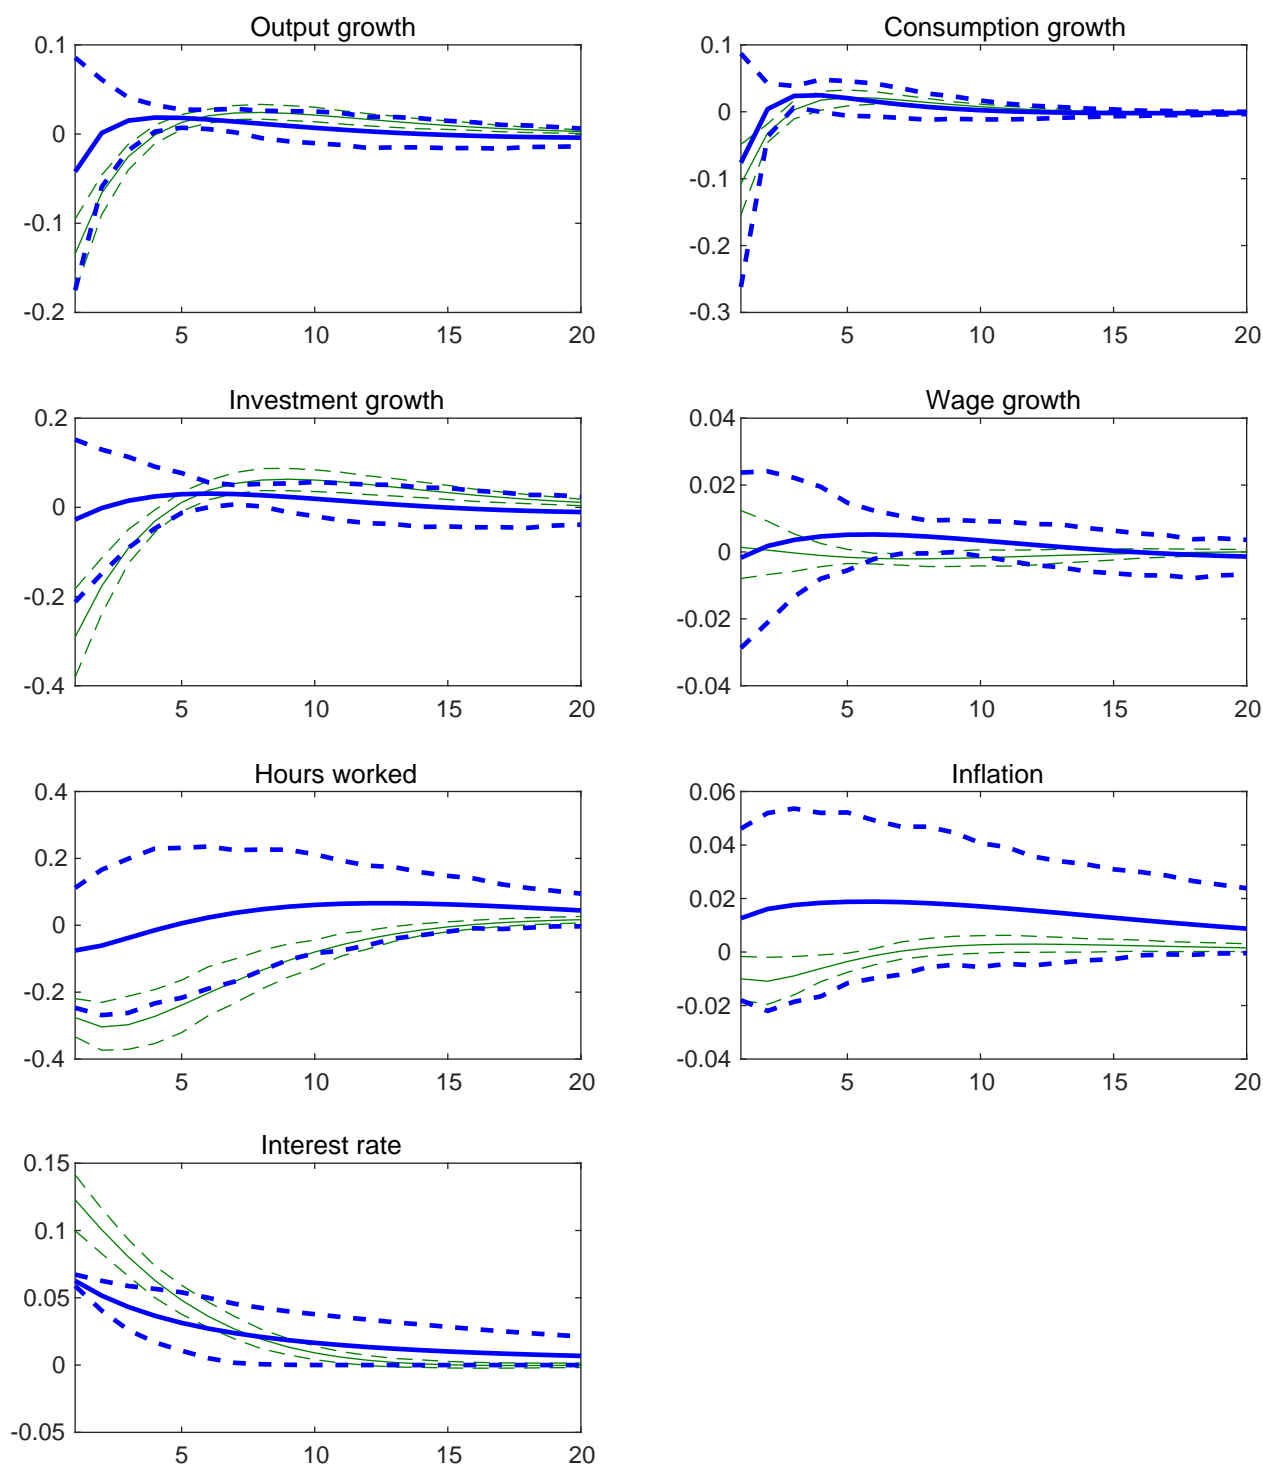 Output growth
0.1
0
-0.1
-0.2
5 10 15 20
Consumption growth
0.1
0
-0.1
-0.2
-0.3
5 10 15 20
Investment growth
0.2
0
-0.2
-0.4
5 10 15 20
Wage growth
0.04
0.02
0
-0.02
-0.04
5 10 15 20
Hours worked
0.4
0.2
0
-0.2
-0.4
5 10 15 20
Inflation
0.06
0.04
0.02
0
-0.02
-0.04
5 10 15 20
Interest rate
0.15
0.1
0.05
0
-0.05
5 10 15 20